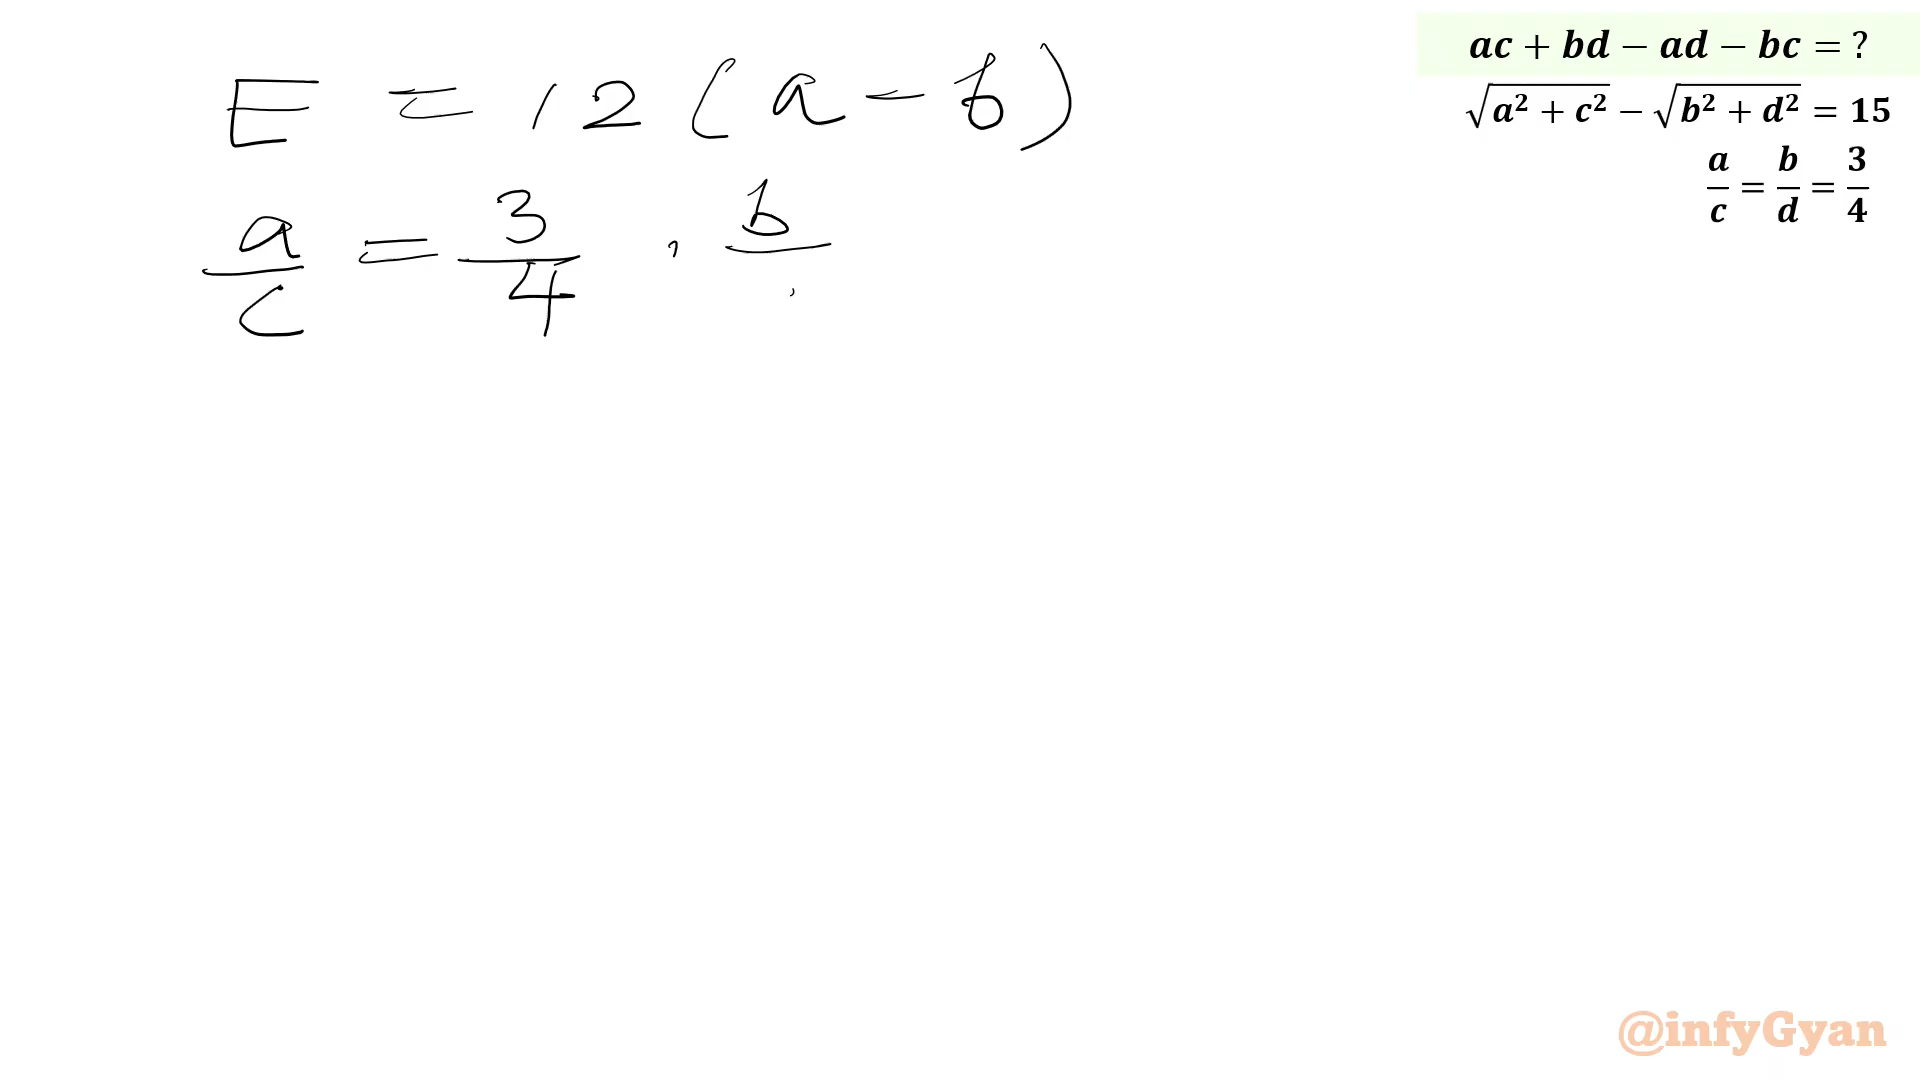 ac + bd − ad − bc = ?
√(a² + c²) − √(b² + d²) = 15
a/c = b/d = 3/4
E = 12 (a − b)
a/c = 3/4 , b/
@infyGyan